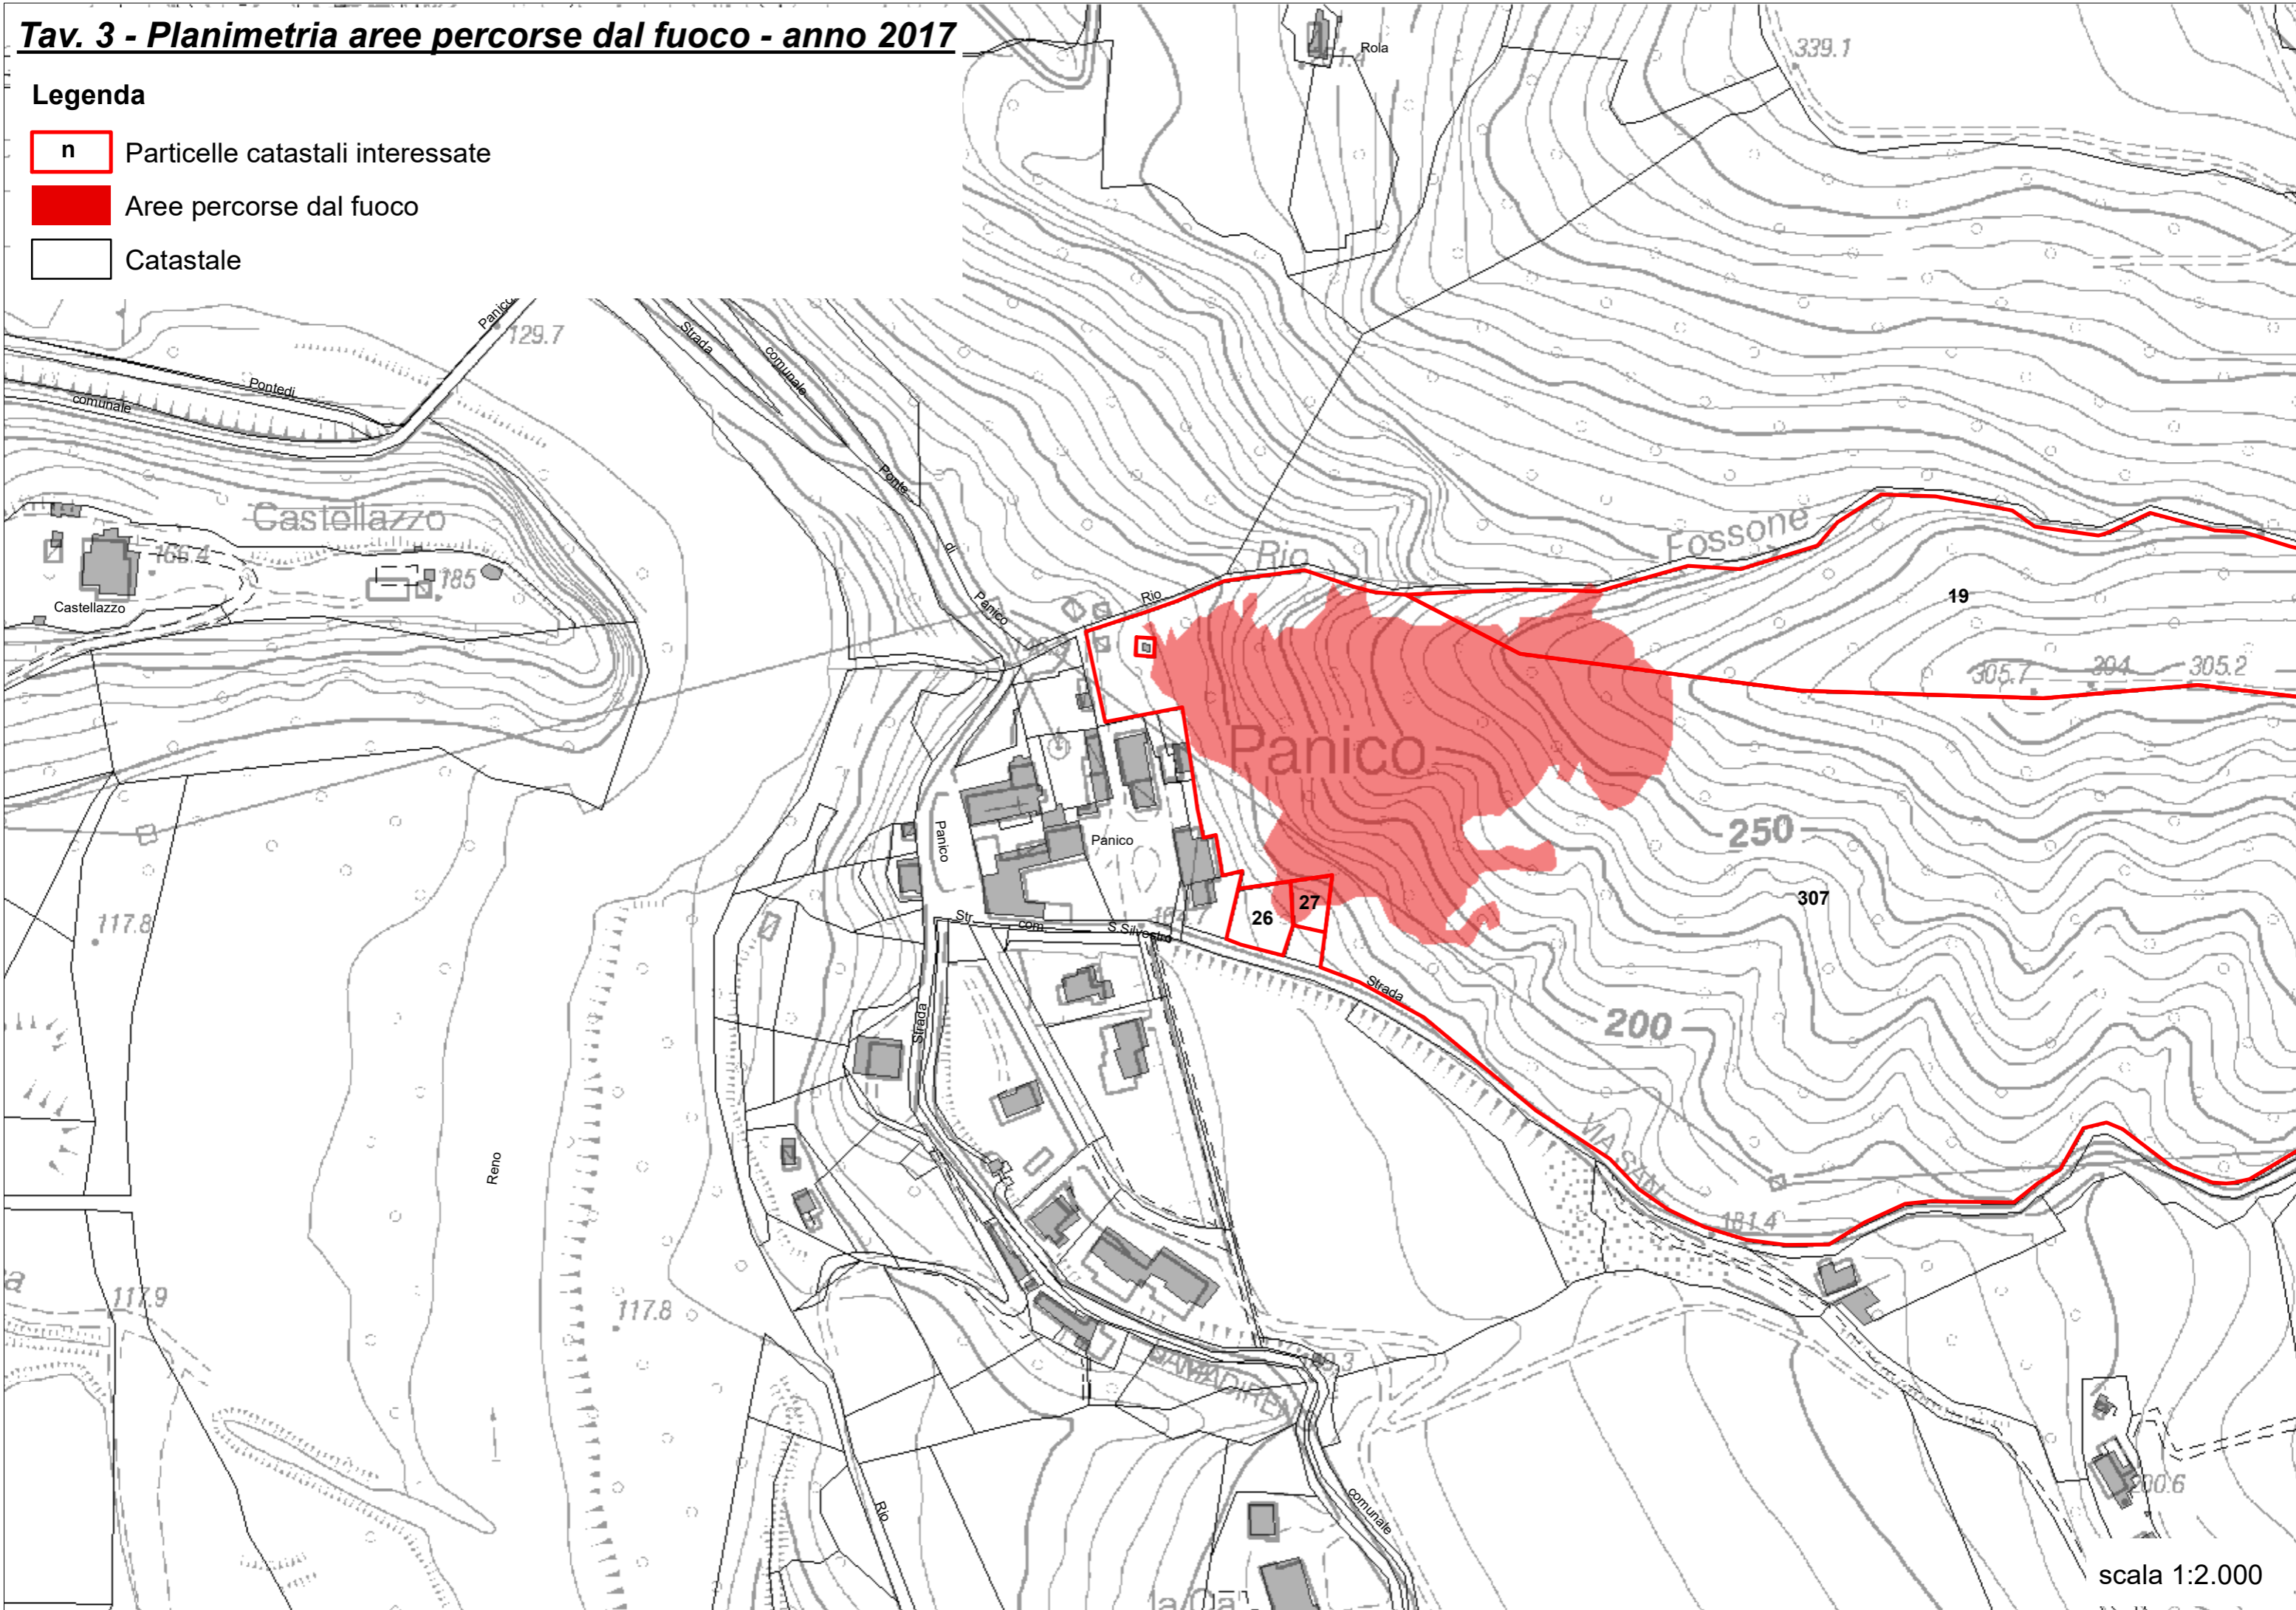 Tav. 3 - Planimetria aree percorse dal fuoco - anno 2017
Legenda
n Particelle catastali interessate
Aree percorse dal fuoco
Catastale
Rola
339.1
Panico
129.7
Strada
comunale
Pontedi
comunale
Ponte
di
Panico
Castellazzo
166.4
185
Castellazzo
Rio
Fossone
Rio
19
305.7
304
305.2
Panico
Panico
Panico
250
307
26
27
117.8
Str
com
S Silvestro
Strada
200
Strada
VIA SAN
181.4
Reno
117.9
117.8
Rio
comunale
200.6
la Ca'
scala 1:2.000